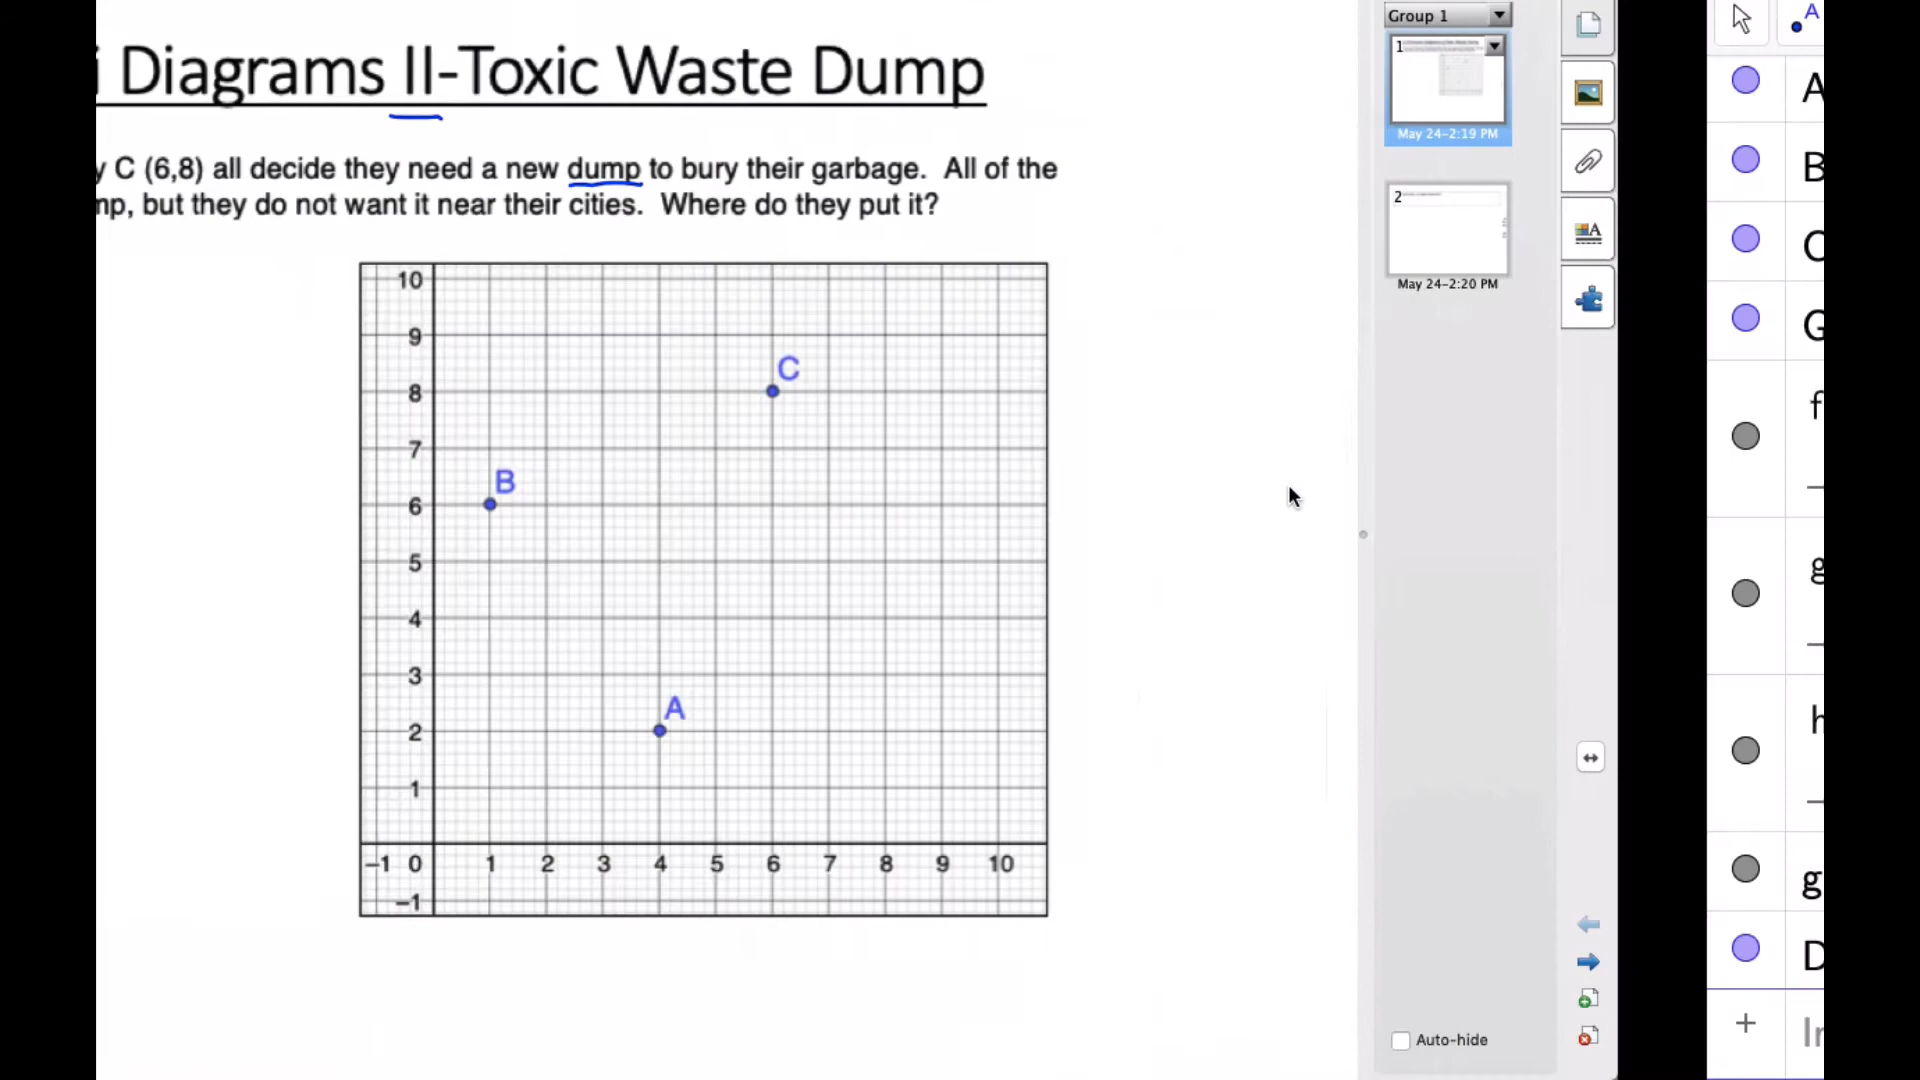 i Diagrams II-Toxic Waste Dump
y C (6,8) all decide they need a new dump to bury their garbage. All of the
mp, but they do not want it near their cities. Where do they put it?
10
9
8
7
6
5
4
3
2
1
–1 0 1 2 3 4 5 6 7 8 9 10
–1
C
B
A
Group 1
1
May 24–2:19 PM
2
May 24–2:20 PM
Auto-hide
A
A
B
C
G
f
g
h
g
D
+ In